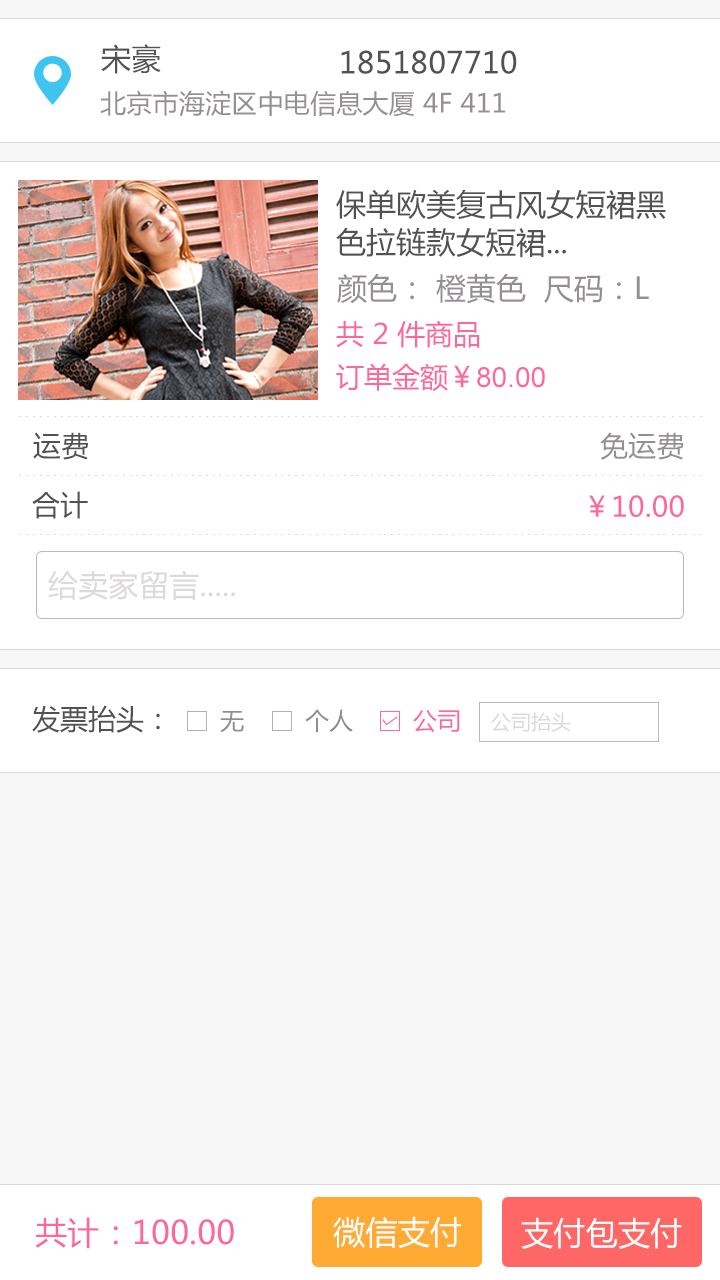 宋豪 1851807710
北京市海淀区中电信息大厦 4F 411
保单欧美复古风女短裙黑
色拉链款女短裙...
颜色： 橙黄色 尺码：L
共 2 件商品
订单金额 ¥ 80.00
运费 免运费
合计 ¥ 10.00
给卖家留言.....
发票抬头： 无 个人 公司 公司抬头
共计：100.00 微信支付 支付包支付